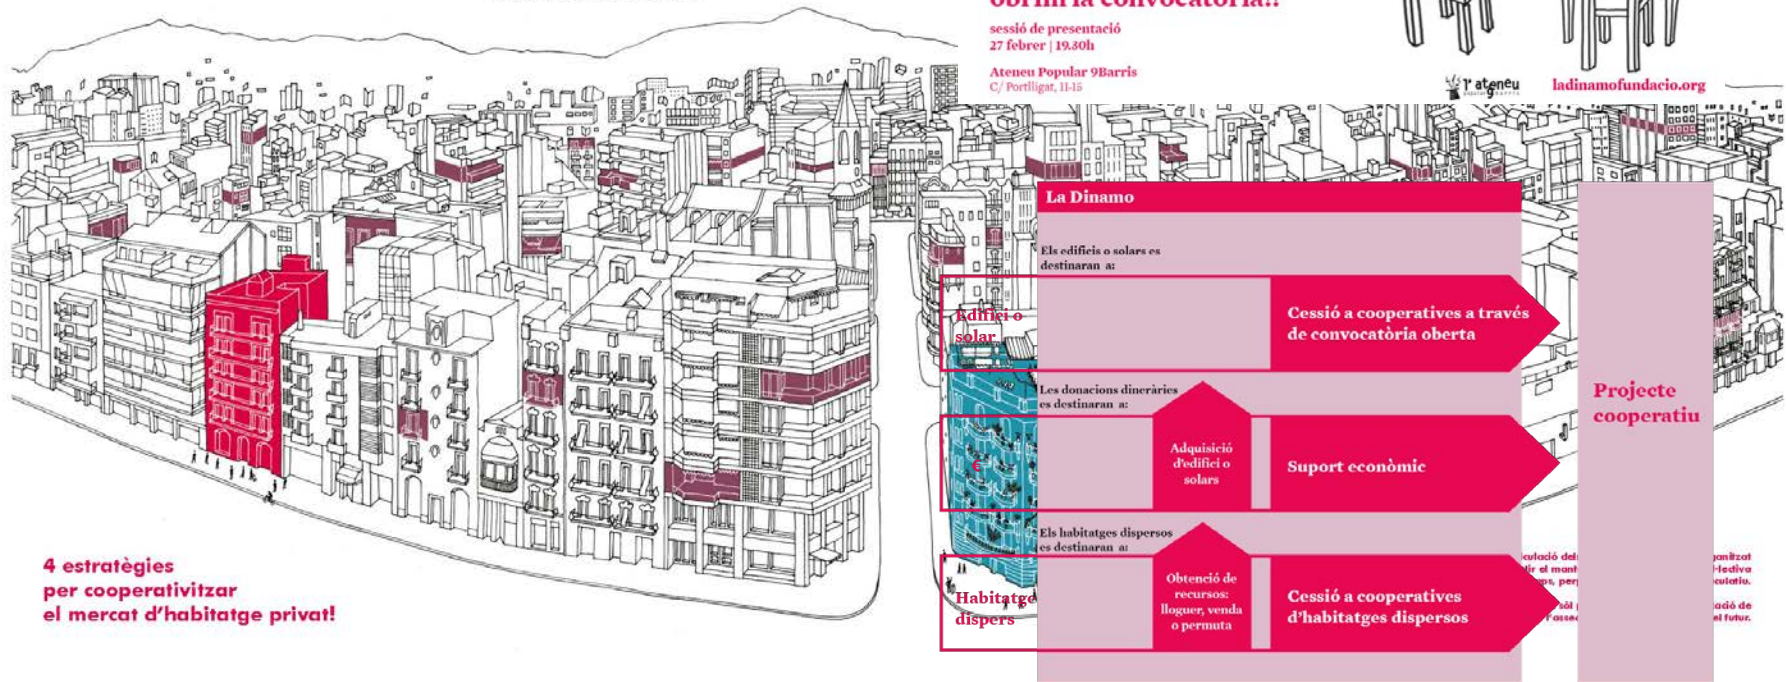 obrim la convocatòria!!
sessió de presentació
27 febrer | 19.30h
Ateneu Popular 9Barris
C/ Portlligat, 11-15
ateneu
ladinamofundacio.org
La Dinamo
Els edificis o solars es
destinaran a:
Edifici o
solar
Cessió a cooperatives a través
de convocatòria oberta
Les donacions dineràries
es destinaran a:
€
Adquisició
d'edifici o
solars
Suport econòmic
Els habitatges dispersos
es destinaran a:
Habitatge
dispers
Obtenció de
recursos:
lloguer, venda
o permuta
Cessió a cooperatives
d'habitatges dispersos
Projecte
cooperatiu
4 estratègies
per cooperativitzar
el mercat d'habitatge privat!
el futur.